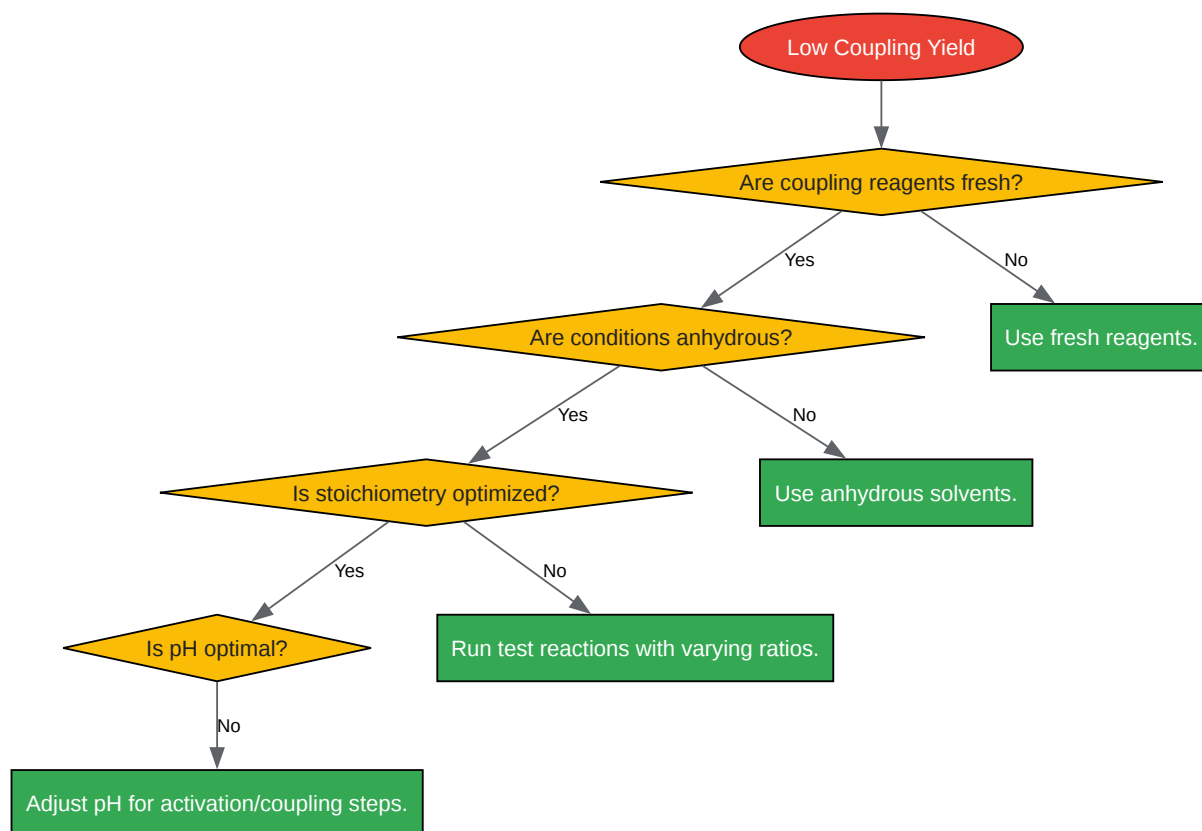 Low Coupling Yield
Are coupling reagents fresh?
Yes
No
Are conditions anhydrous?
Use fresh reagents.
Yes
No
Is stoichiometry optimized?
Use anhydrous solvents.
Yes
No
Is pH optimal?
Run test reactions with varying ratios.
No
Adjust pH for activation/coupling steps.